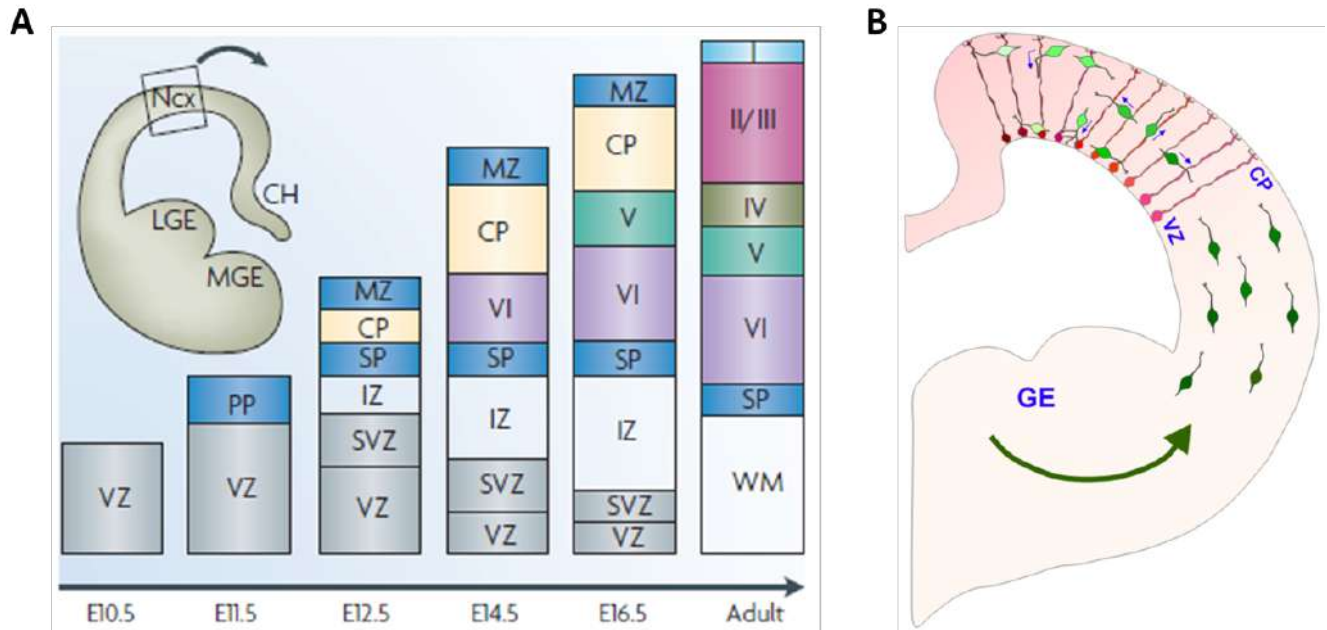 A
Ncx
CH
LGE
MGE
VZ
PP
VZ
MZ
CP
SP
IZ
SVZ
VZ
MZ
CP
VI
SP
IZ
SVZ
VZ
MZ
CP
V
VI
SP
IZ
SVZ
VZ
II/III
IV
V
VI
SP
WM
E10.5 E11.5 E12.5 E14.5 E16.5 Adult
B
CP
VZ
GE